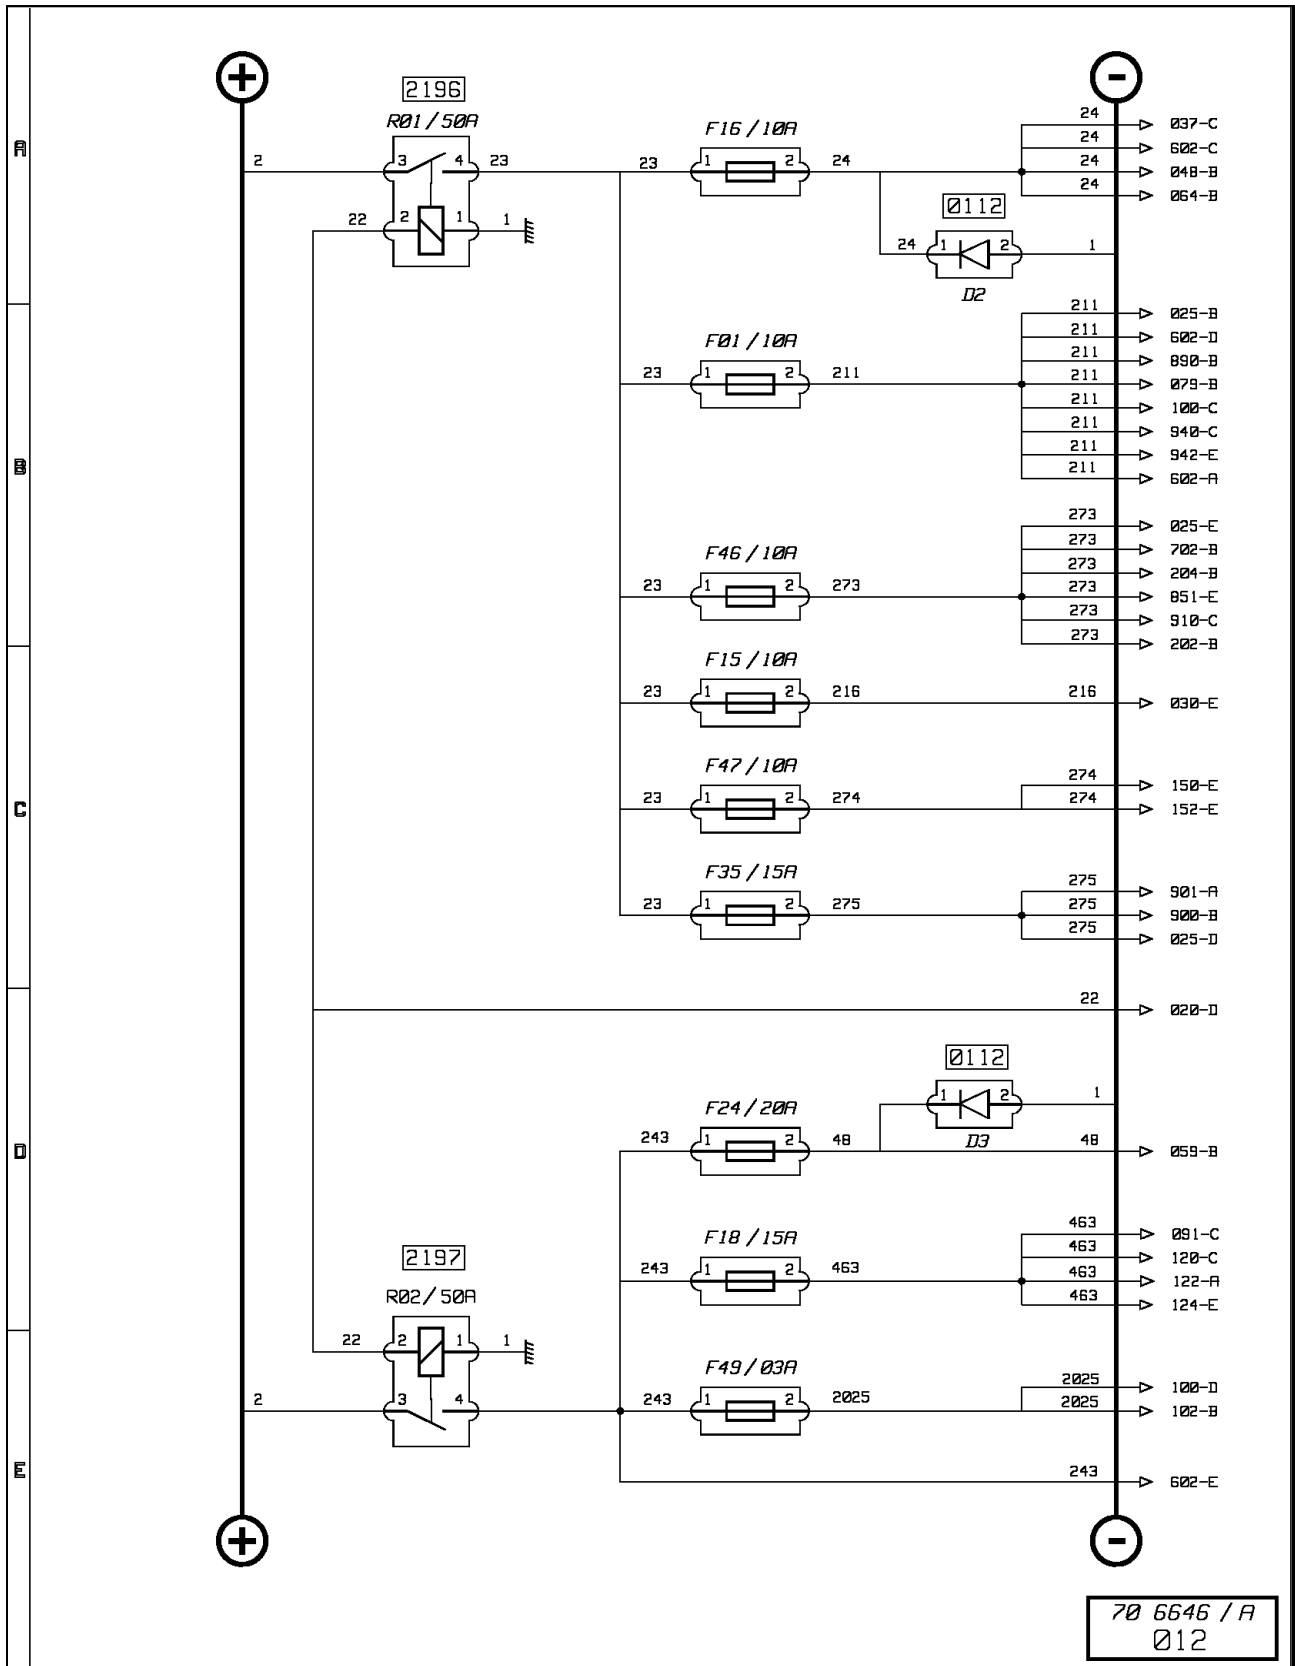 + -
2196
R01/50A
F16/10A
A
24 037-C
24 602-C
2 3 4 23 23 1 2 24 24 048-B
24 064-B
0112
22 2 1 1
24 1 2 1
D2
211 025-B
F01/10A
211 602-D
211 890-B
23 1 2 211 211 079-B
211 100-C
211 940-C
B
211 942-E
211 602-A
273 025-E
F46/10A
273 702-B
273 204-B
23 1 2 273 273 851-E
273 910-C
273 202-B
F15/10A
23 1 2 216 216 030-E
F47/10A
274 150-E
C
23 1 2 274 274 152-E
F35/15A
275 901-A
23 1 2 275 275 900-B
275 025-D
22 020-D
0112
1 2 1
F24/20A
D3
D
243 1 2 48 48 059-B
F18/15A
463 091-C
2197
463 120-C
243 1 2 463 463 122-A
R02/50A
463 124-E
22 2 1 1
F49/03A
2025 100-D
2 3 4 243 1 2 2025 2025 102-B
E
243 602-E
+ -
70 6646 / A
012